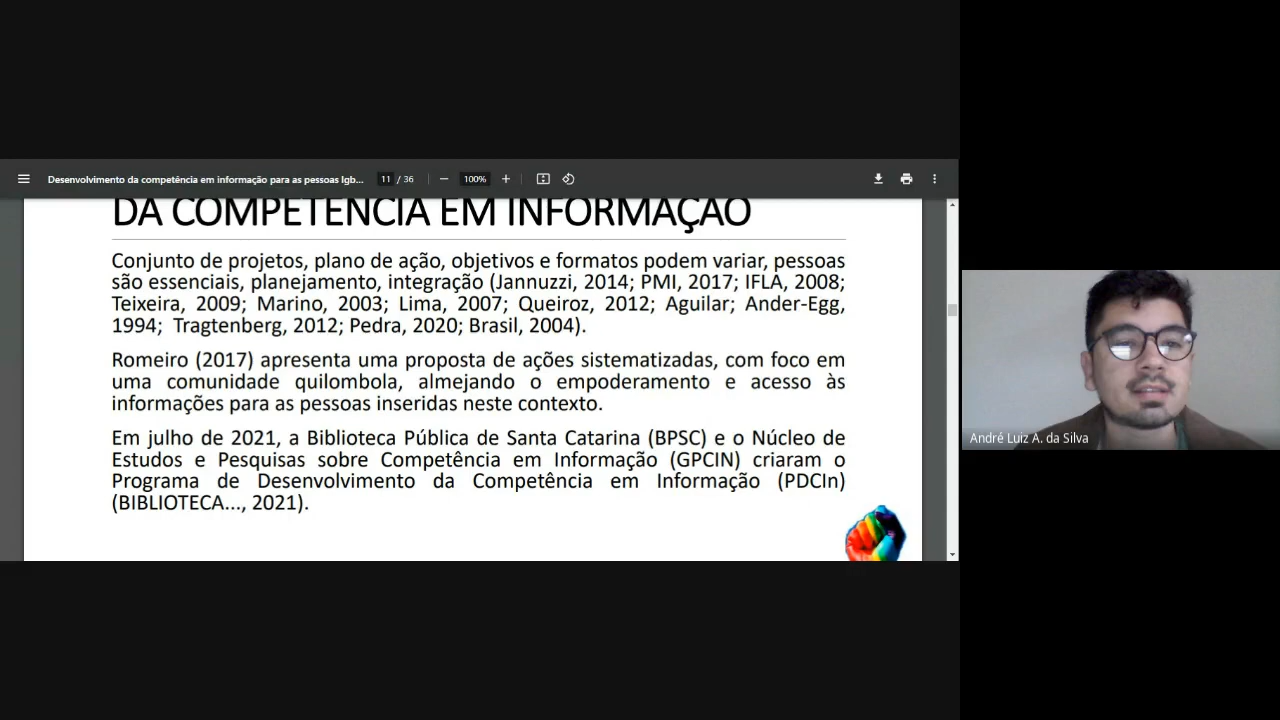 Desenvolvimento da competência em informação para as pessoas lgb...
11 / 36
100%
DA COMPETÊNCIA EM INFORMAÇÃO
Conjunto de projetos, plano de ação, objetivos e formatos podem variar, pessoas
são essenciais, planejamento, integração (Jannuzzi, 2014; PMI, 2017; IFLA, 2008;
Teixeira, 2009; Marino, 2003; Lima, 2007; Queiroz, 2012; Aguilar; Ander-Egg,
1994; Tragtenberg, 2012; Pedra, 2020; Brasil, 2004).
Romeiro (2017) apresenta uma proposta de ações sistematizadas, com foco em
uma comunidade quilombola, almejando o empoderamento e acesso às
informações para as pessoas inseridas neste contexto.
Em julho de 2021, a Biblioteca Pública de Santa Catarina (BPSC) e o Núcleo de
Estudos e Pesquisas sobre Competência em Informação (GPCIN) criaram o
Programa de Desenvolvimento da Competência em Informação (PDCIn)
(BIBLIOTECA..., 2021).
André Luiz A. da Silva